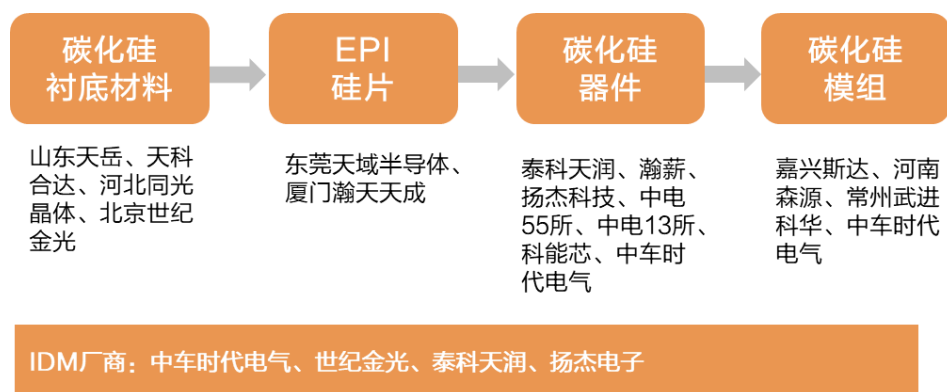 碳化硅
衬底材料
EPI
硅片
碳化硅
器件
碳化硅
模组
山东天岳、天科
合达、河北同光
晶体、北京世纪
金光
东莞天域半导体、
厦门瀚天天成
泰科天润、瀚薪、
扬杰科技、中电
55所、中电13所、
科能芯、中车时
代电气
嘉兴斯达、河南
森源、常州武进
科华、中车时代
电气
IDM厂商：中车时代电气、世纪金光、泰科天润、扬杰电子